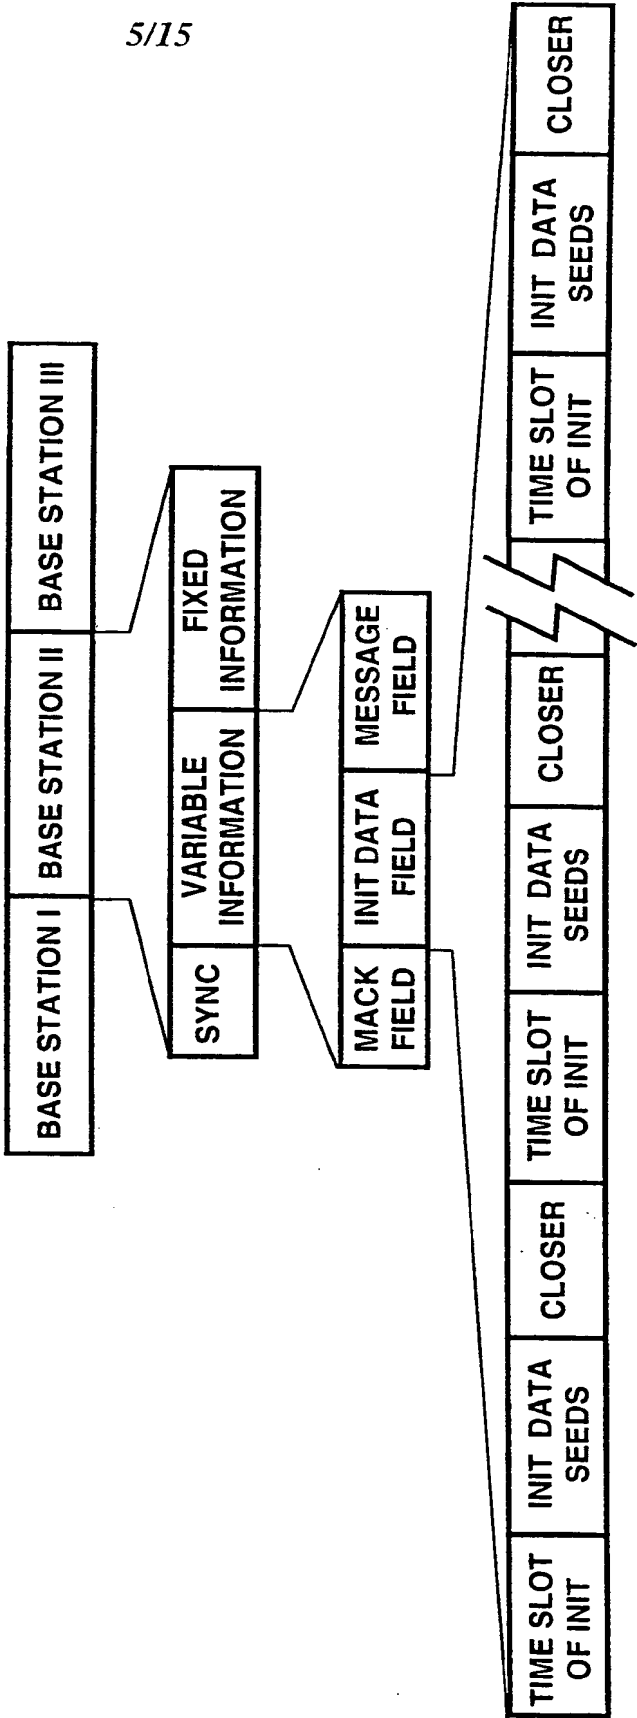 5/15
BASE STATION I
BASE STATION II
BASE STATION III
SYNC
VARIABLE
INFORMATION
FIXED
INFORMATION
MACK
FIELD
INIT DATA
FIELD
MESSAGE
FIELD
TIME SLOT
OF INIT
INIT DATA
SEEDS
CLOSER
TIME SLOT
OF INIT
INIT DATA
SEEDS
CLOSER
TIME SLOT
OF INIT
INIT DATA
SEEDS
CLOSER